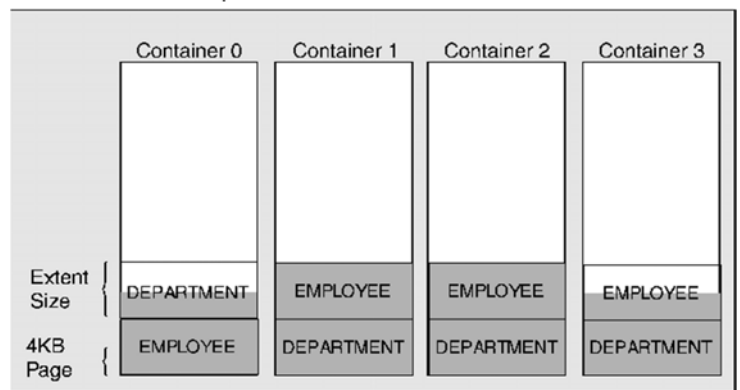 Container 0 Container 1 Container 2 Container 3
Extent
Size
DEPARTMENT EMPLOYEE EMPLOYEE EMPLOYEE
4KB
Page
EMPLOYEE DEPARTMENT DEPARTMENT DEPARTMENT